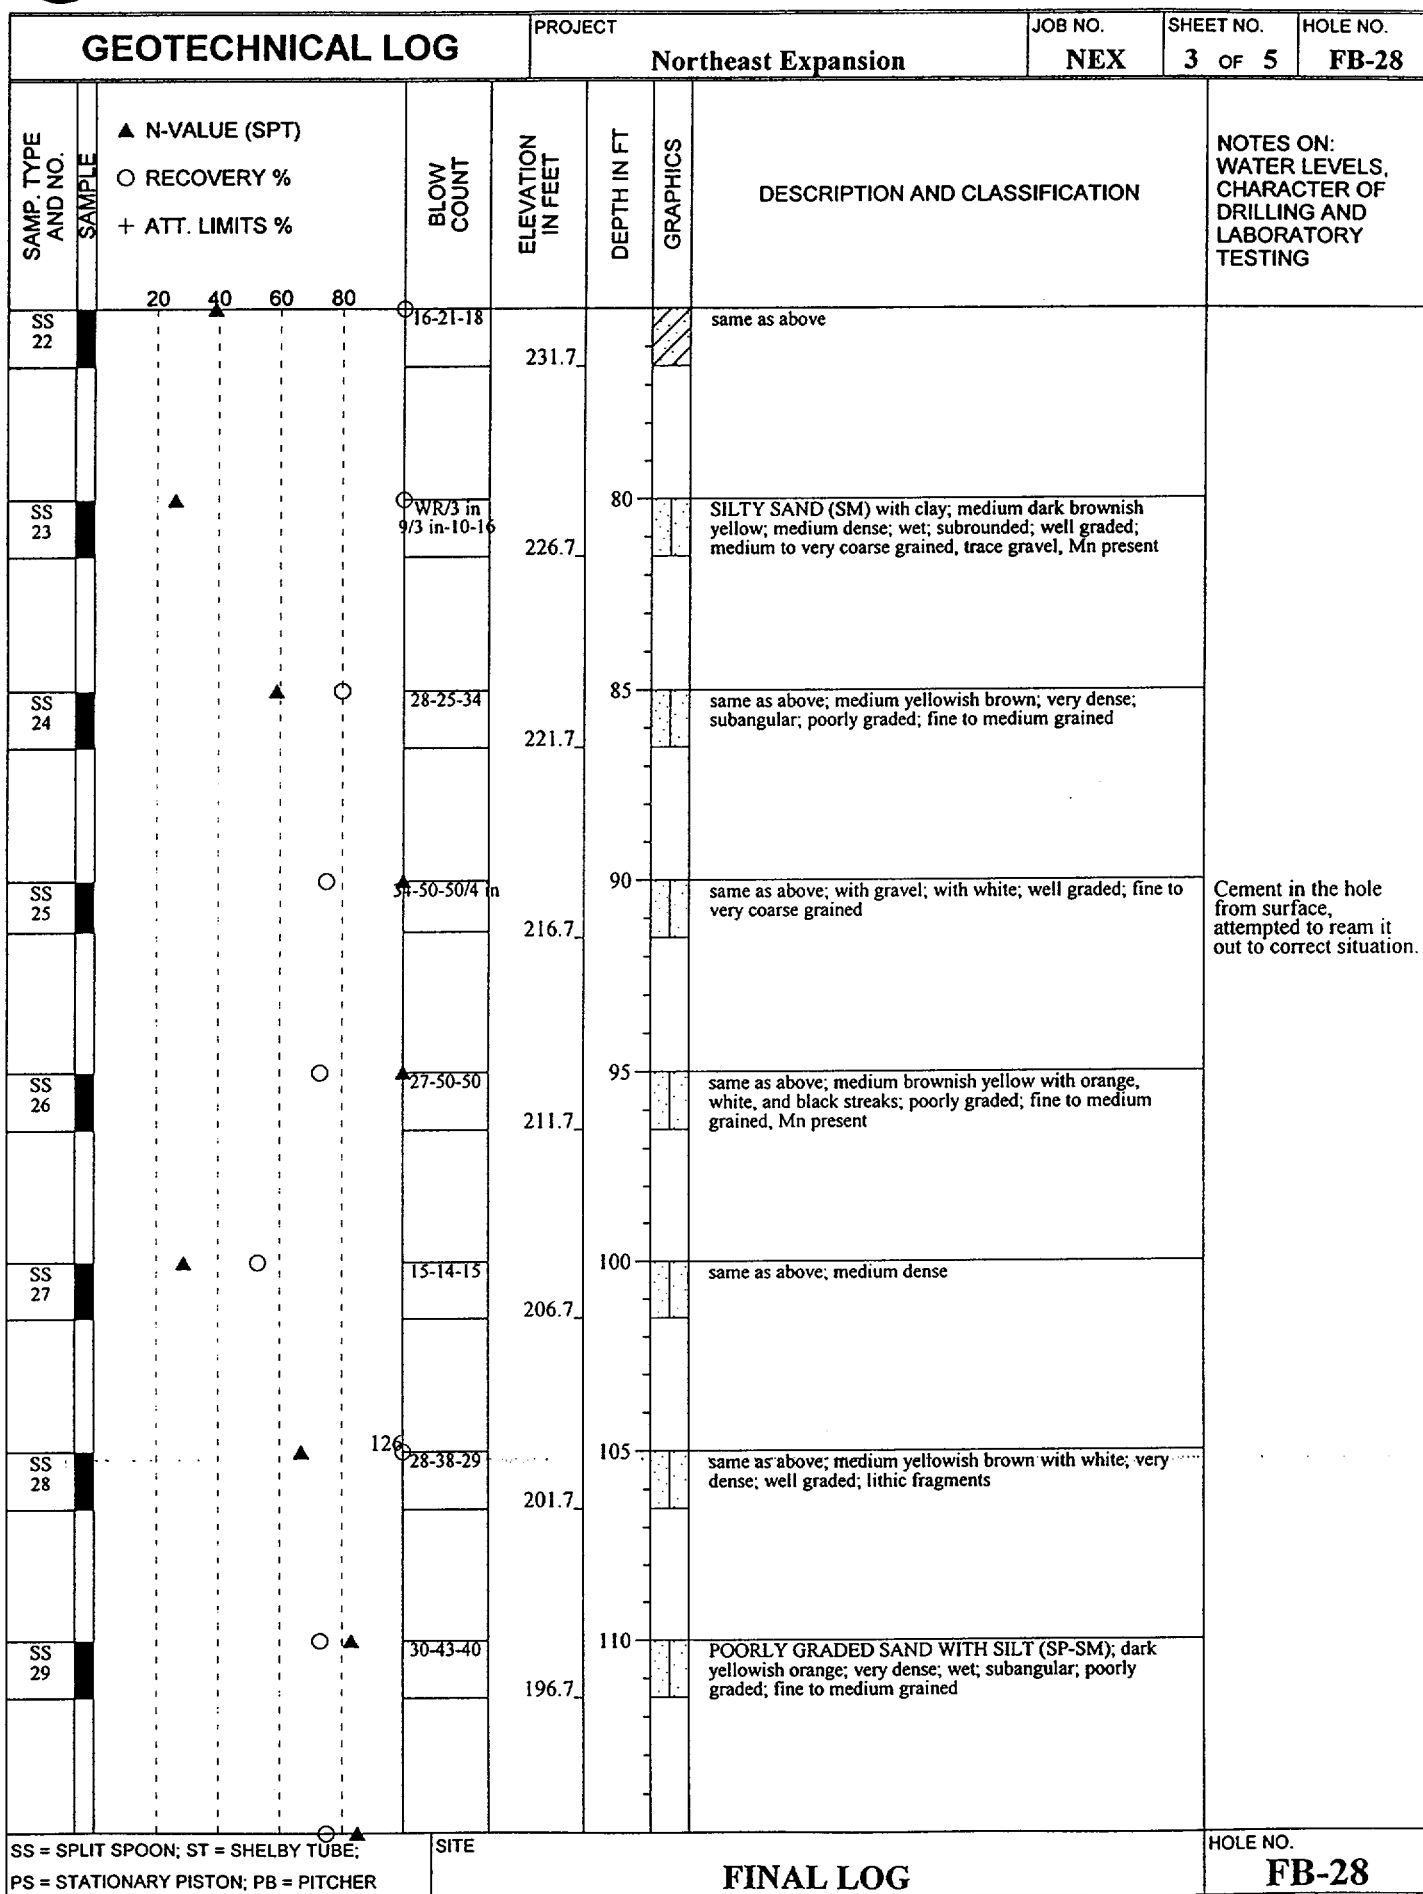 GEOTECHNICAL LOG
PROJECT
Northeast Expansion
JOB NO.
NEX
SHEET NO.
3 OF 5
HOLE NO.
FB-28
SAMP. TYPE
AND NO.
SAMPLE
▲ N-VALUE (SPT)
○ RECOVERY %
+ ATT. LIMITS %
20 40 60 80
BLOW
COUNT
ELEVATION
IN FEET
DEPTH IN FT
GRAPHICS
DESCRIPTION AND CLASSIFICATION
NOTES ON:
WATER LEVELS,
CHARACTER OF
DRILLING AND
LABORATORY
TESTING
SS
22
16-21-18
231.7
same as above
SS
23
WR/3 in
9/3 in-10-16
226.7
80
SILTY SAND (SM) with clay; medium dark brownish
yellow; medium dense; wet; subrounded; well graded;
medium to very coarse grained, trace gravel, Mn present
SS
24
28-25-34
221.7
85
same as above; medium yellowish brown; very dense;
subangular; poorly graded; fine to medium grained
SS
25
34-50-50/4 in
216.7
90
same as above; with gravel; with white; well graded; fine to
very coarse grained
Cement in the hole
from surface,
attempted to ream it
out to correct situation.
SS
26
27-50-50
211.7
95
same as above; medium brownish yellow with orange,
white, and black streaks; poorly graded; fine to medium
grained, Mn present
SS
27
15-14-15
206.7
100
same as above; medium dense
SS
28
126
28-38-29
201.7
105
same as above; medium yellowish brown with white; very
dense; well graded; lithic fragments
SS
29
30-43-40
196.7
110
POORLY GRADED SAND WITH SILT (SP-SM); dark
yellowish orange; very dense; wet; subangular; poorly
graded; fine to medium grained
SS = SPLIT SPOON; ST = SHELBY TUBE;
PS = STATIONARY PISTON; PB = PITCHER
SITE
FINAL LOG
HOLE NO.
FB-28